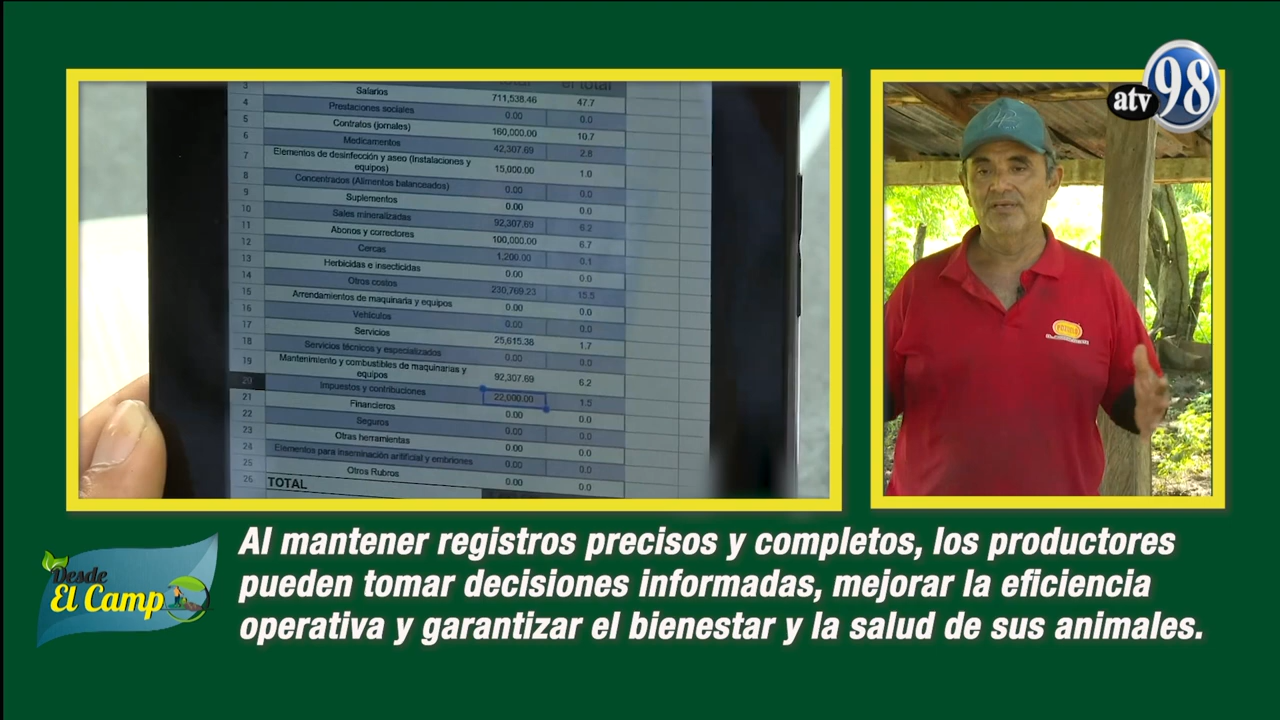 el total
3 Salarios 711,538.46 47.7
4 Prestaciones sociales 0.00 0.0
5 Contratos (jornales) 160,000.00 10.7
6 Medicamentos 42,307.69 2.8
7 Elementos de desinfección y aseo (Instalaciones y
equipos) 15,000.00 1.0
8 Concentrados (Alimentos balanceados) 0.00 0.0
9 Suplementos 0.00 0.0
10 Sales mineralizadas 92,307.69 6.2
11 Abonos y correctores 100,000.00 6.7
12 Cercas 1,200.00 0.1
13 Herbicidas e insecticidas 0.00 0.0
14 Otros costos 230,769.23 15.5
15 Arrendamientos de maquinaria y equipos 0.00 0.0
16 Vehículos 0.00 0.0
17 Servicios 25,615.38 1.7
18 Servicios técnicos y especializados 0.00 0.0
19 Mantenimiento y combustibles de maquinarias y
equipos 92,307.69 6.2
20 Impuestos y contribuciones 22,000.00 1.5
21 Financieros 0.00 0.0
22 Seguros 0.00 0.0
23 Otras herramientas 0.00 0.0
24 Elementos para inseminación artificial y embriones 0.00 0.0
25 Otros Rubros 0.00 0.0
26 TOTAL
atv 98
Desde
El Campo
Al mantener registros precisos y completos, los productores
pueden tomar decisiones informadas, mejorar la eficiencia
operativa y garantizar el bienestar y la salud de sus animales.